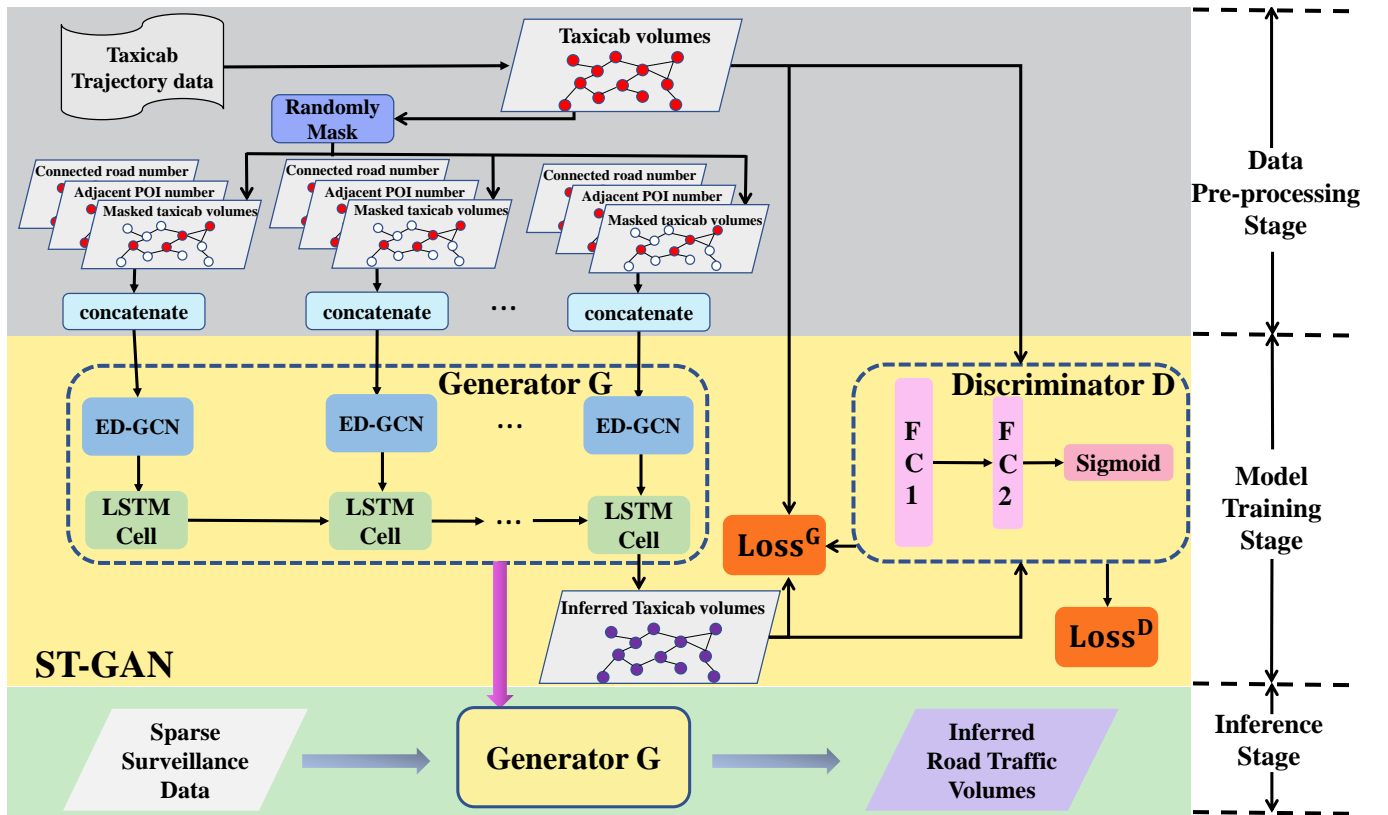 Taxicab
Trajectory data
Taxicab volumes
Randomly
Mask
Connected road number
Adjacent POI number
Masked taxicab volumes
Connected road number
Adjacent POI number
Masked taxicab volumes
Connected road number
Adjacent POI number
Masked taxicab volumes
concatenate
concatenate
...
concatenate
Data
Pre-processing
Stage
Generator G
ED-GCN
ED-GCN
...
ED-GCN
LSTM
Cell
LSTM
Cell
...
LSTM
Cell
Discriminator D
F
C
1
F
C
2
Sigmoid
Loss^G
Loss^D
Inferred Taxicab volumes
ST-GAN
Model
Training
Stage
Sparse
Surveillance
Data
Generator G
Inferred
Road Traffic
Volumes
Inference
Stage